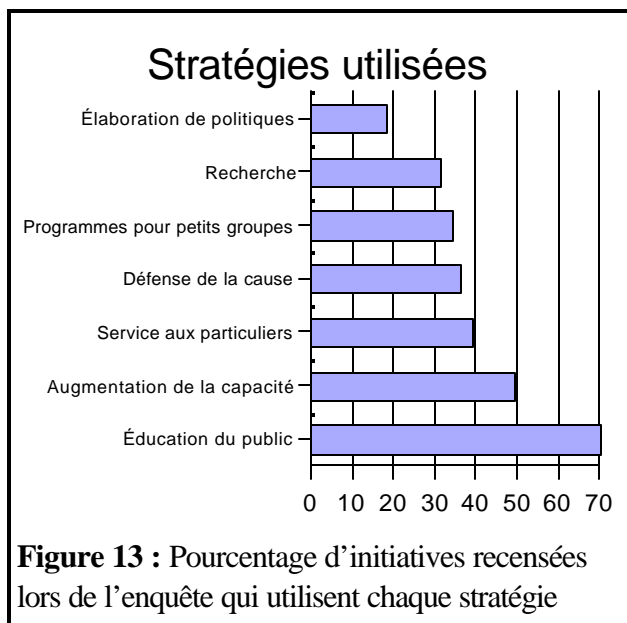 Stratégies utilisées
Élaboration de politiques
Recherche
Programmes pour petits groupes
Défense de la cause
Service aux particuliers
Augmentation de la capacité
Éducation du public
0 10 20 30 40 50 60 70
Figure 13 : Pourcentage d'initiatives recensées
lors de l'enquête qui utilisent chaque stratégie